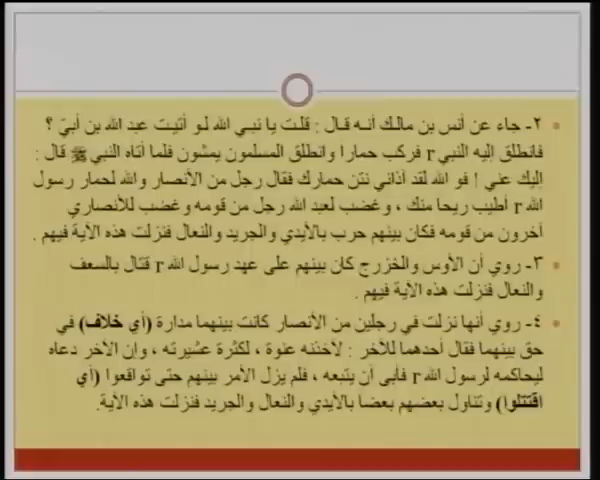 ٢- جاء عن أنس بن مالك أنه قال : قلت يا نبي الله لو أتيت عبد الله بن أبيّ ؟
فانطلق إليه النبي r فركب حمارا وانطلق المسلمون يمشون فلما أتاه النبي ﷺ قال :
إليك عني ! فو الله لقد آذاني نتن حمارك فقال رجل من الأنصار والله لحمار رسول
الله r أطيب ريحا منك ، وغضب لعبد الله رجل من قومه وغضب للأنصاري
آخرون من قومه فكان بينهم حرب بالأيدي والجريد والنعال فنزلت هذه الآية فيهم .
٣- روي أن الأوس والخزرج كان بينهم على عهد رسول الله r قتال بالسعف
والنعال فنزلت هذه الآية فيهم .
٤- روي أنها نزلت في رجلين من الأنصار كانت بينهما مدارة (أي خلاف) في
حق بينهما فقال أحدهما للآخر : لآخذنه عنوة ، لكثرة عشيرته ، وإن الآخر دعاه
ليحاكمه لرسول الله r فأبى أن يتبعه ، فلم يزل الأمر بينهم حتى تواقعوا (أي
اقتتلوا) وتناول بعضهم بعضا بالأيدي والنعال والجريد فنزلت هذه الآية.